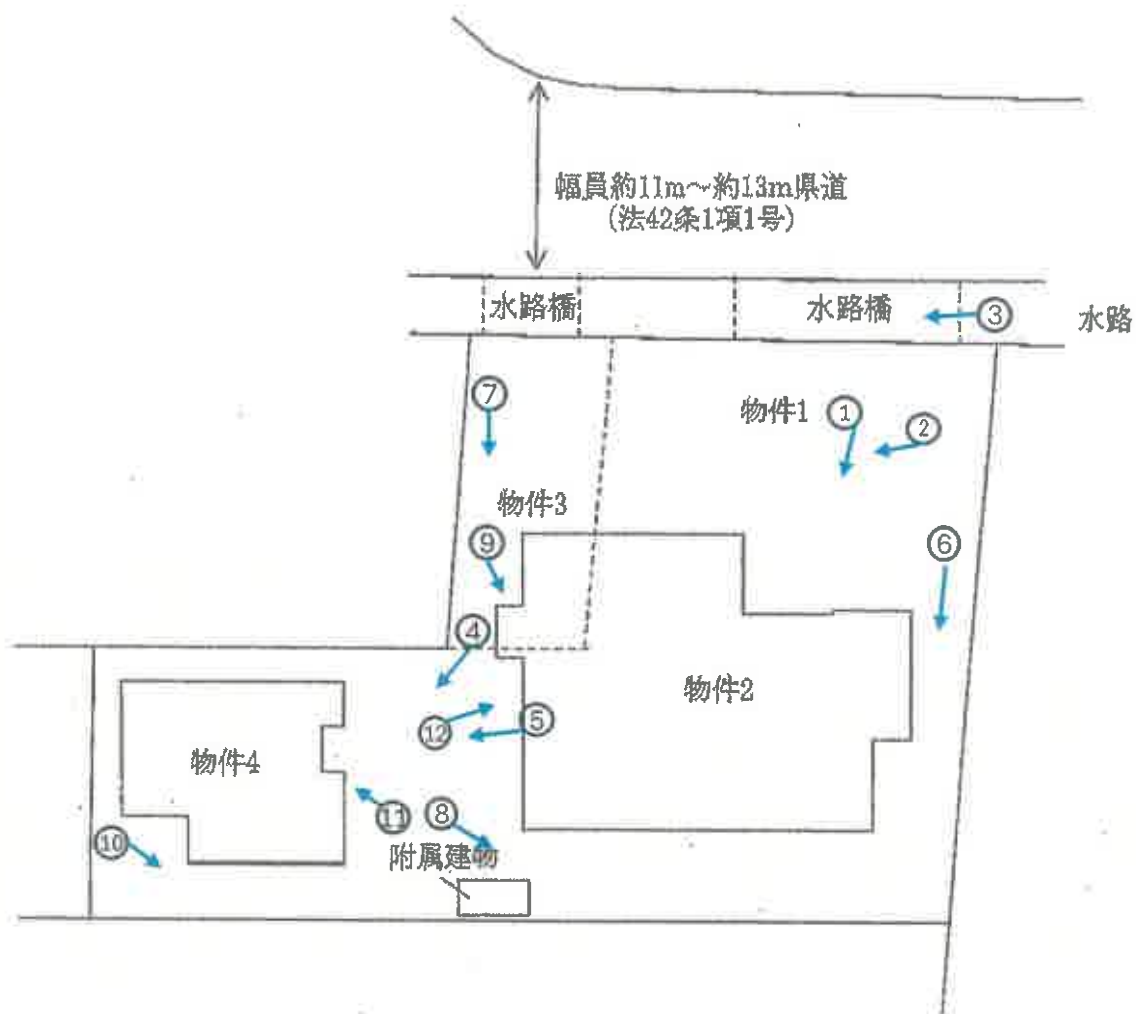 幅員約11m～約13m県道
(法42条1項1号)
水路橋
水路橋
③
水路
⑦
物件1
①
②
物件3
⑨
⑥
④
物件2
⑫
⑤
物件4
⑪
⑧
⑩
附属建物